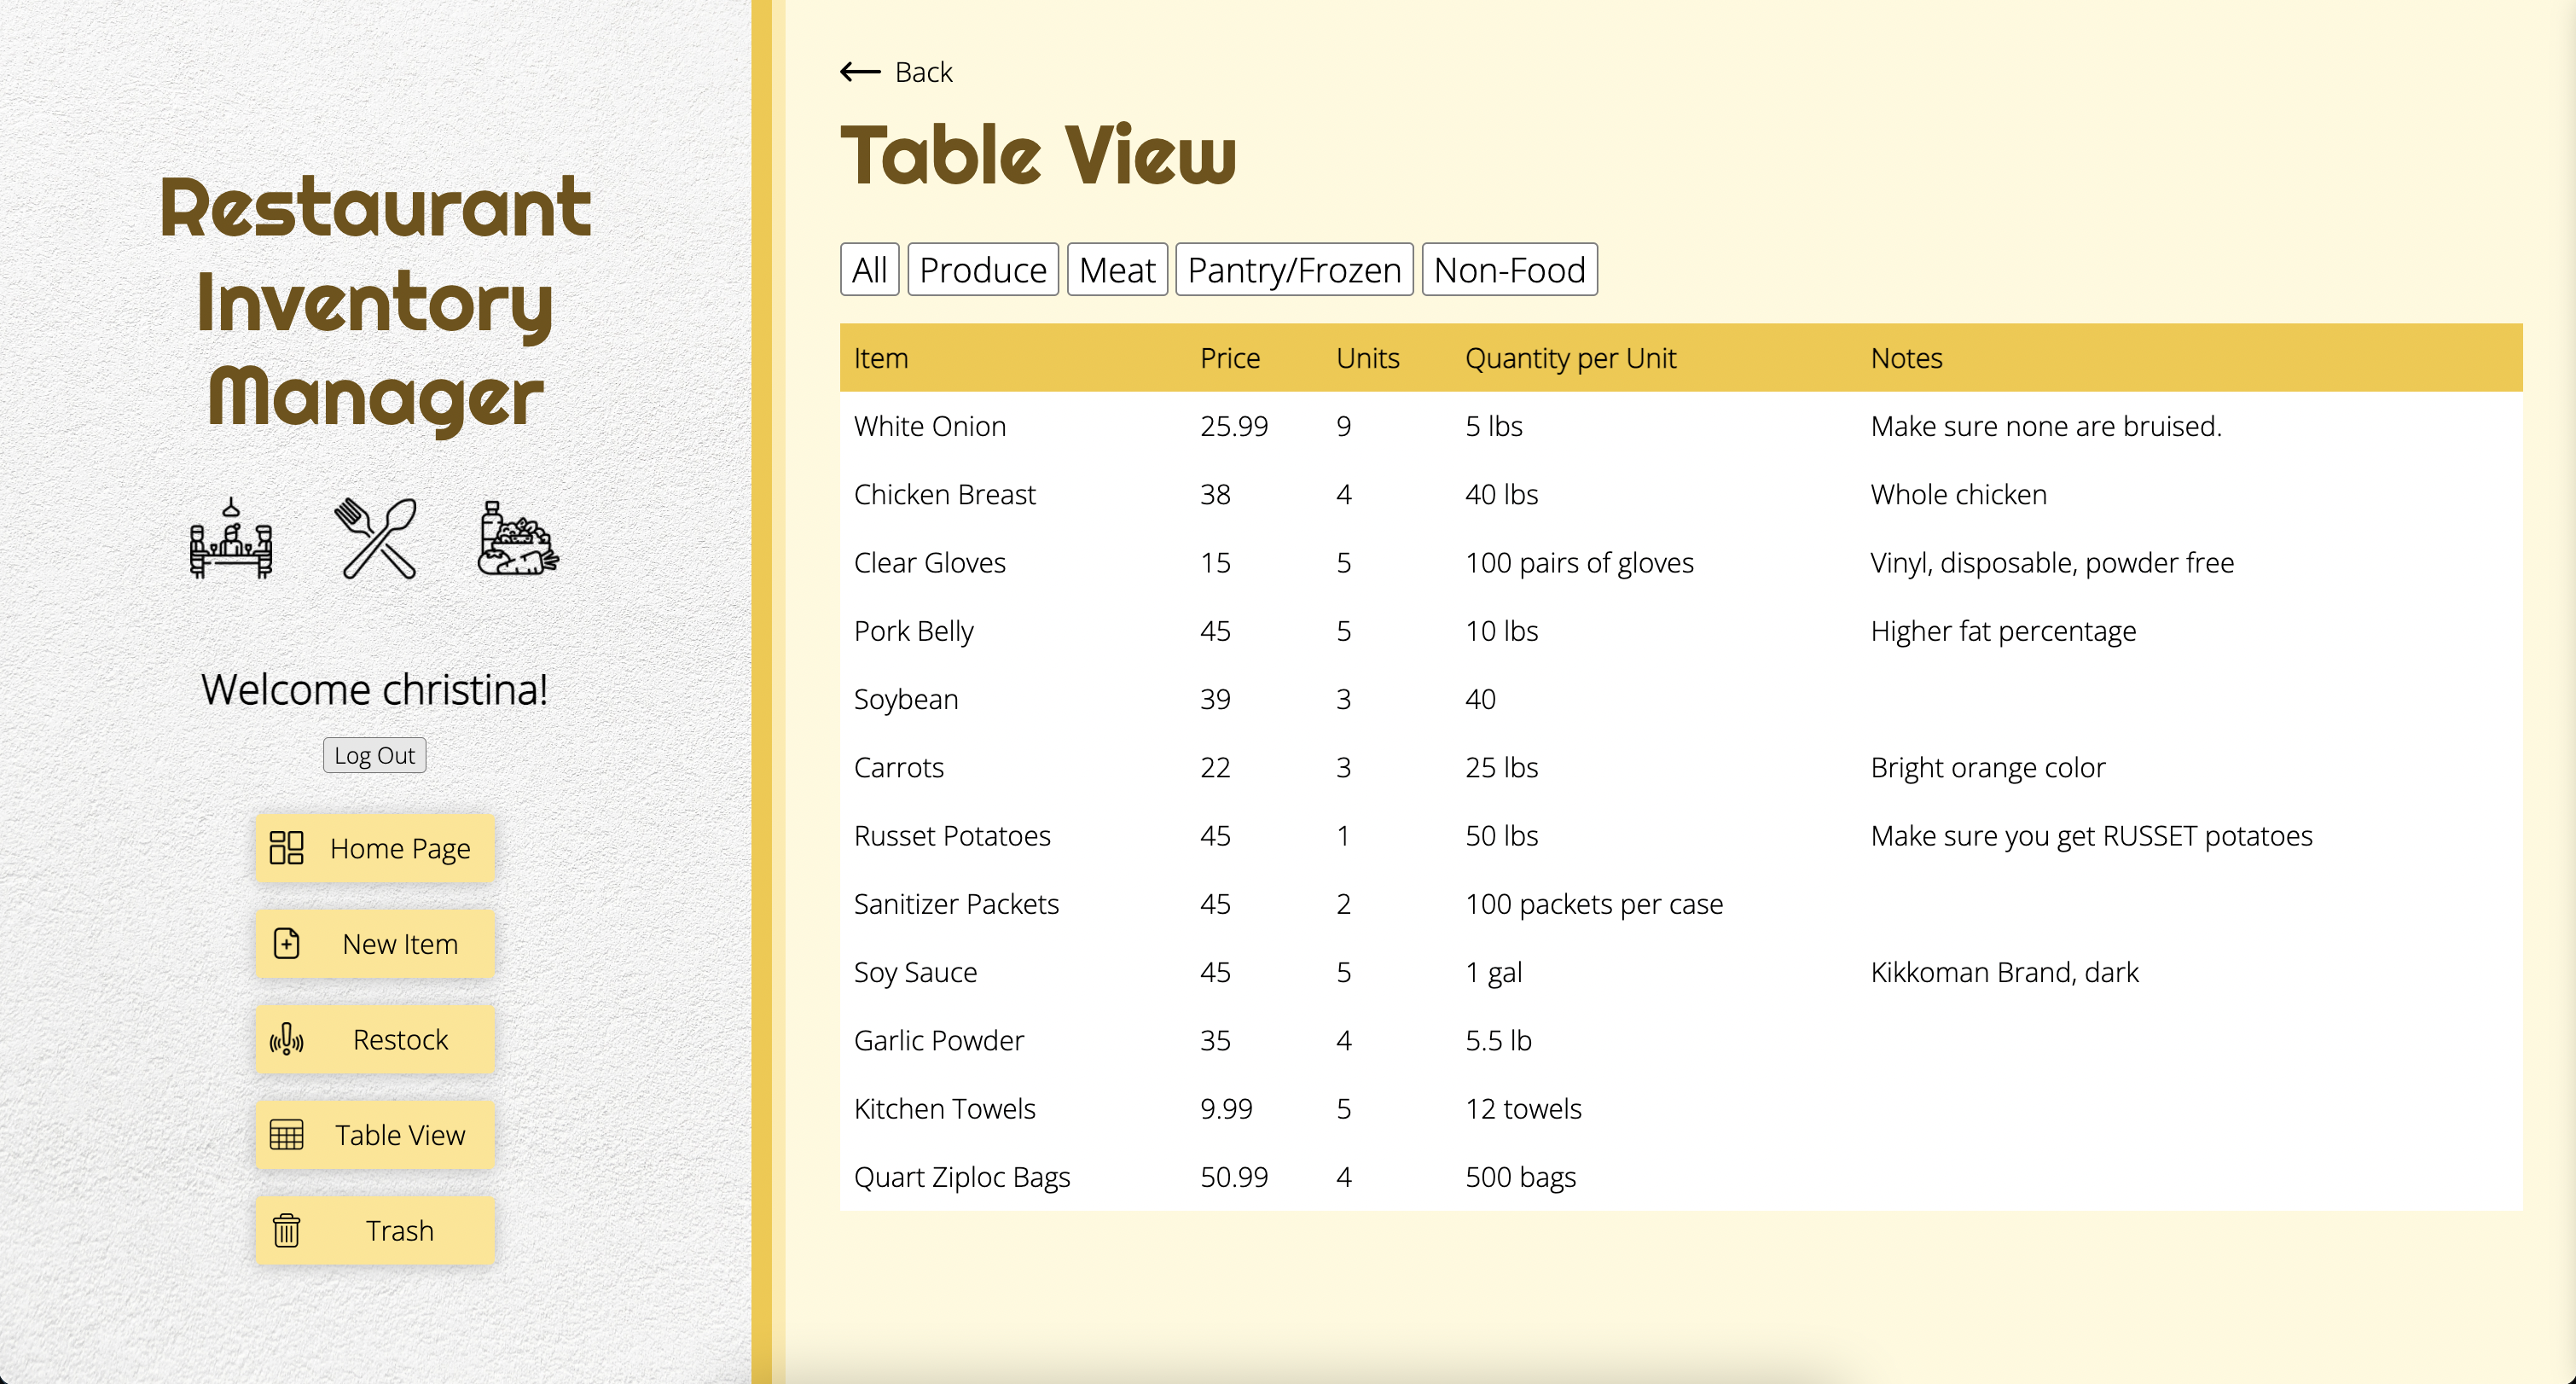 Restaurant
Inventory
Manager
Welcome christina!
Log Out
Home Page
New Item
Restock
Table View
Trash
Back
Table View
All Produce Meat Pantry/Frozen Non-Food
Item Price Units Quantity per Unit Notes
White Onion 25.99 9 5 lbs Make sure none are bruised.
Chicken Breast 38 4 40 lbs Whole chicken
Clear Gloves 15 5 100 pairs of gloves Vinyl, disposable, powder free
Pork Belly 45 5 10 lbs Higher fat percentage
Soybean 39 3 40
Carrots 22 3 25 lbs Bright orange color
Russet Potatoes 45 1 50 lbs Make sure you get RUSSET potatoes
Sanitizer Packets 45 2 100 packets per case
Soy Sauce 45 5 1 gal Kikkoman Brand, dark
Garlic Powder 35 4 5.5 lb
Kitchen Towels 9.99 5 12 towels
Quart Ziploc Bags 50.99 4 500 bags